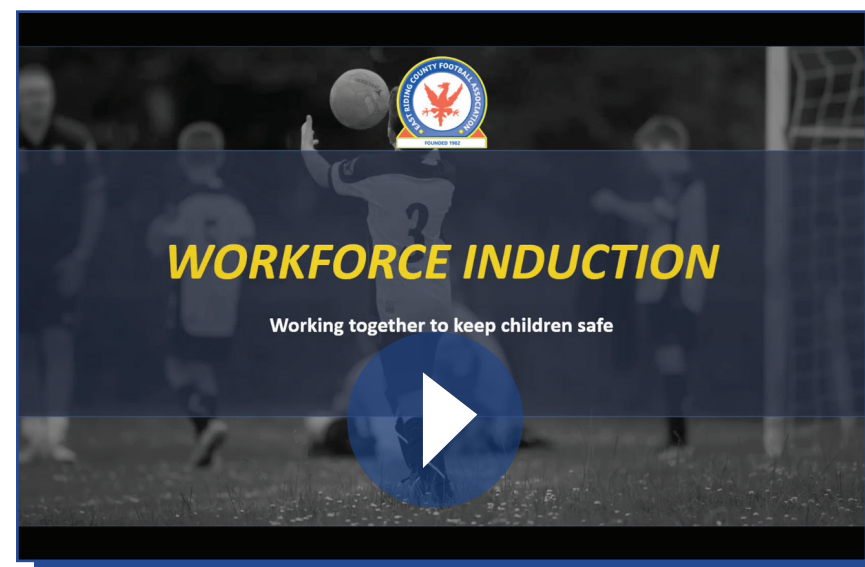 EAST RIDING COUNTY FOOTBALL ASSOCIATION
FOUNDED 1902
3
WORKFORCE INDUCTION
Working together to keep children safe